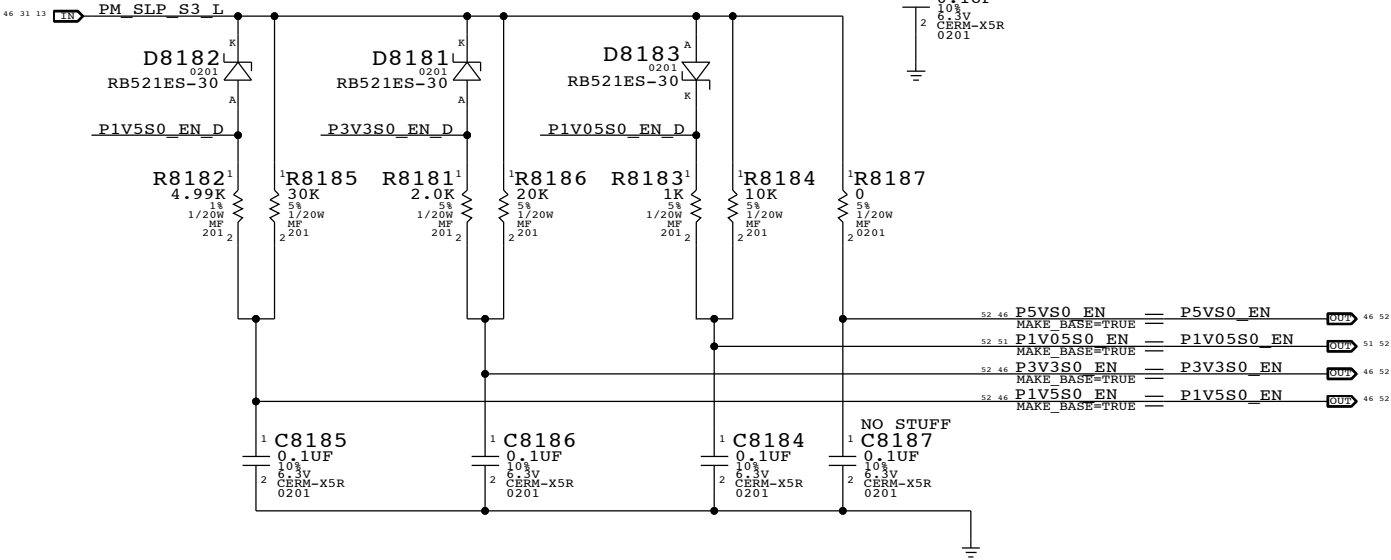 46 31 13 IN PM_SLP_S3_L
10%
6.3V
CERM-X5R
0201
2
K
D8182
0201
RB521ES-30
A
K
D8181
0201
RB521ES-30
A
A
D8183
0201
RB521ES-30
K
P1V5S0_EN_D
P3V3S0_EN_D
P1V05S0_EN_D
R8182
4.99K
1%
1/20W
MF
201
1
2
R8185
30K
5%
1/20W
MF
201
1
2
R8181
2.0K
5%
1/20W
MF
201
1
2
R8186
20K
5%
1/20W
MF
201
1
2
R8183
1K
5%
1/20W
MF
201
1
2
R8184
10K
5%
1/20W
MF
201
1
2
R8187
0
5%
1/20W
MF
0201
1
2
52 46 P5VS0_EN P5VS0_EN OUT 46 52
MAKE_BASE=TRUE
52 51 P1V05S0_EN P1V05S0_EN OUT 51 52
MAKE_BASE=TRUE
52 46 P3V3S0_EN P3V3S0_EN OUT 46 52
MAKE_BASE=TRUE
52 46 P1V5S0_EN P1V5S0_EN OUT 46 52
MAKE_BASE=TRUE
1
C8185
0.1UF
10%
6.3V
2
CERM-X5R
0201
1
C8186
0.1UF
10%
6.3V
2
CERM-X5R
0201
1
C8184
0.1UF
10%
6.3V
2
CERM-X5R
0201
NO STUFF
1
C8187
0.1UF
10%
6.3V
2
CERM-X5R
0201